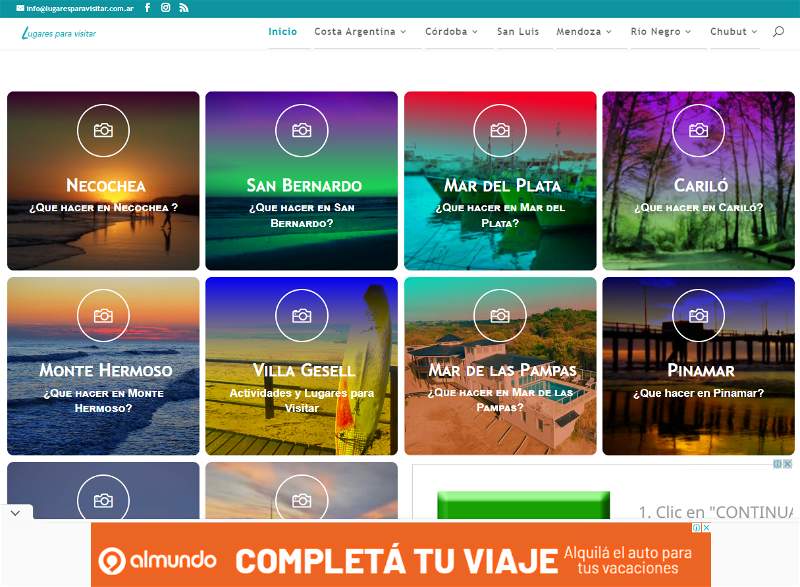 info@lugaresparavisitar.com.ar
Lugares para visitar
Inicio
Costa Argentina
Córdoba
San Luis
Mendoza
Río Negro
Chubut
Necochea
¿Que hacer en Necochea ?
San Bernardo
¿Que hacer en San
Bernardo?
Mar del Plata
¿Que hacer en Mar del
Plata?
Cariló
¿Que hacer en Cariló?
Monte Hermoso
¿Que hacer en Monte
Hermoso?
Villa Gesell
Actividades y Lugares para
Visitar
Mar de las Pampas
¿Que hacer en Mar de las
Pampas?
Pinamar
¿Que hacer en Pinamar?
1. Clic en "CONTINUA
almundo
COMPLETÁ TU VIAJE
Alquilá el auto para
tus vacaciones